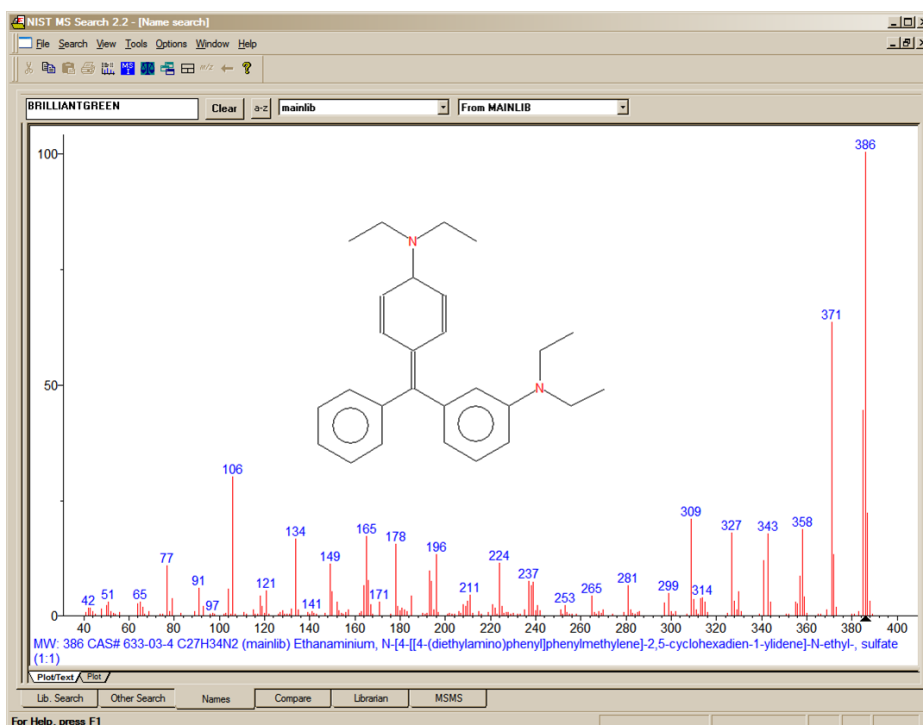 NIST MS Search 2.2 - [Name search]
File Search View Tools Options Window Help
m/z
BRILLIANTGREEN Clear a-z mainlib From MAINLIB
100
386
371
50
106
309
134 165 327 343 358
178
77 149 196 224
91 121 237 281
42 51 65 97 141 171 211 253 265 299 314
0
40 60 80 100 120 140 160 180 200 220 240 260 280 300 320 340 360 380 400
N
N
MW: 386 CAS# 633-03-4 C27H34N2 (mainlib) Ethanaminium, N-[4-[[4-(diethylamino)phenyl]phenylmethylene]-2,5-cyclohexadien-1-ylidene]-N-ethyl-, sulfate
(1:1)
Plot/Text Plot
Lib. Search Other Search Names Compare Librarian MSMS
For Help, press F1